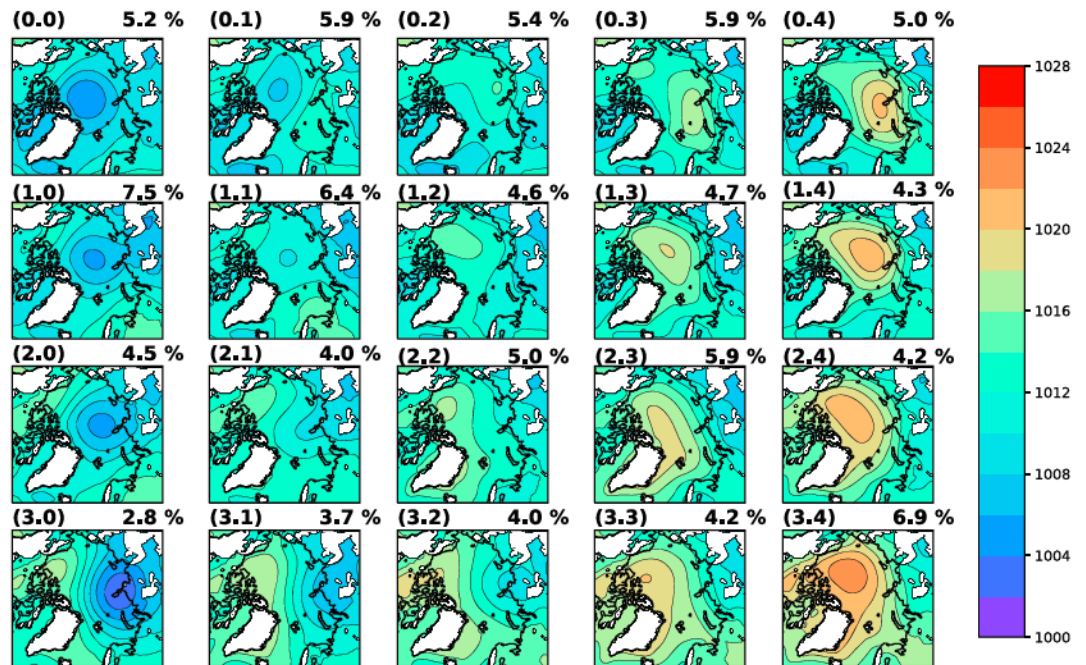 (0.0) 5.2 % (0.1) 5.9 % (0.2) 5.4 % (0.3) 5.9 % (0.4) 5.0 %
(1.0) 7.5 % (1.1) 6.4 % (1.2) 4.6 % (1.3) 4.7 % (1.4) 4.3 %
(2.0) 4.5 % (2.1) 4.0 % (2.2) 5.0 % (2.3) 5.9 % (2.4) 4.2 %
(3.0) 2.8 % (3.1) 3.7 % (3.2) 4.0 % (3.3) 4.2 % (3.4) 6.9 %
1028
1024
1020
1016
1012
1008
1004
1000